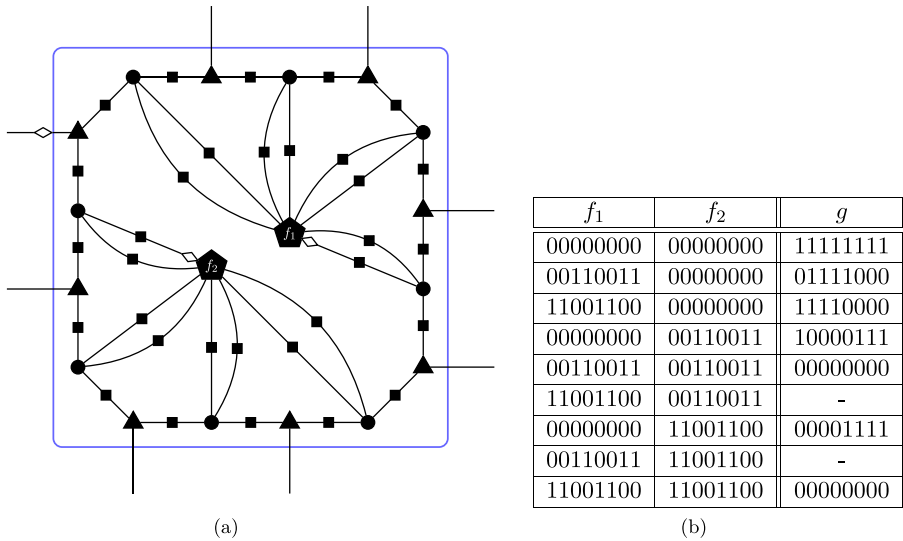 f₁
f₂
f₁ f₂ g
00000000 00000000 11111111
00110011 00000000 01111000
11001100 00000000 11110000
00000000 00110011 10000111
00110011 00110011 00000000
11001100 00110011 -
00000000 11001100 00001111
00110011 11001100 -
11001100 11001100 00000000
(a) (b)